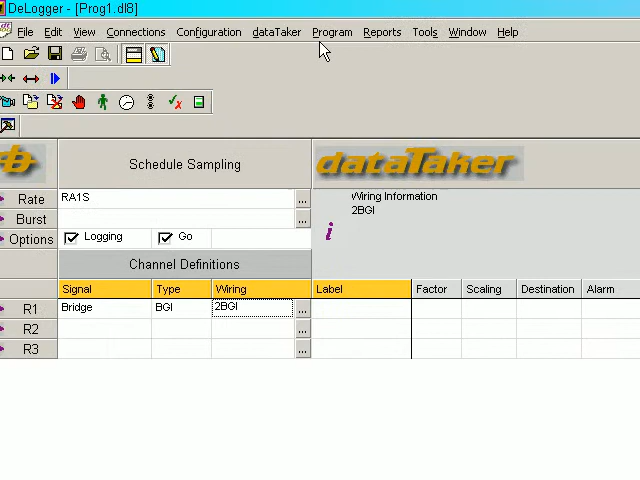 DeLogger - [Prog1.dl8]
File Edit View Connections Configuration dataTaker Program Reports Tools Window Help
Schedule Sampling
dataTaker
Rate RA1S ...
Wiring Information
2BGI
Burst ...
Options Logging Go
i
Channel Definitions
Signal Type Wiring Label Factor Scaling Destination Alarm
R1 Bridge BGI 2BGI ...
R2 ...
R3 ...